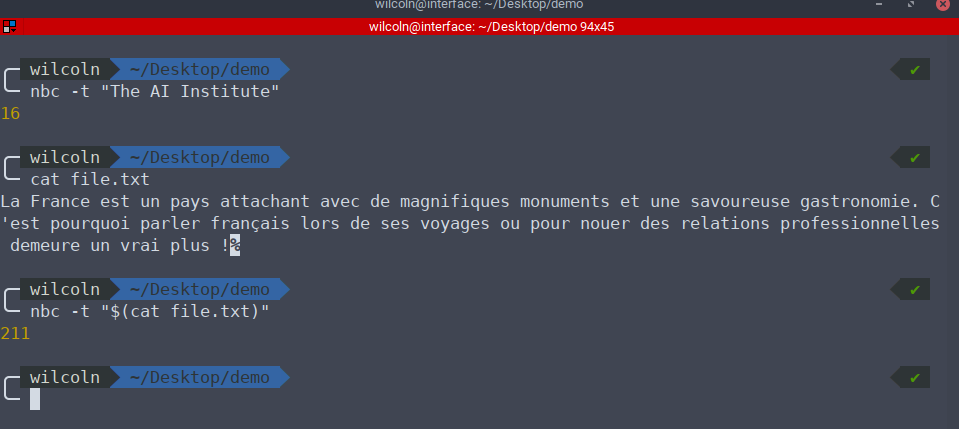 wilcoln@interface: ~/Desktop/demo
wilcoln@interface: ~/Desktop/demo 94x45
wilcoln ~/Desktop/demo ✔
nbc -t "The AI Institute"
16
wilcoln ~/Desktop/demo ✔
cat file.txt
La France est un pays attachant avec de magnifiques monuments et une savoureuse gastronomie. C
'est pourquoi parler français lors de ses voyages ou pour nouer des relations professionnelles
demeure un vrai plus !%
wilcoln ~/Desktop/demo ✔
nbc -t "$(cat file.txt)"
211
wilcoln ~/Desktop/demo ✔